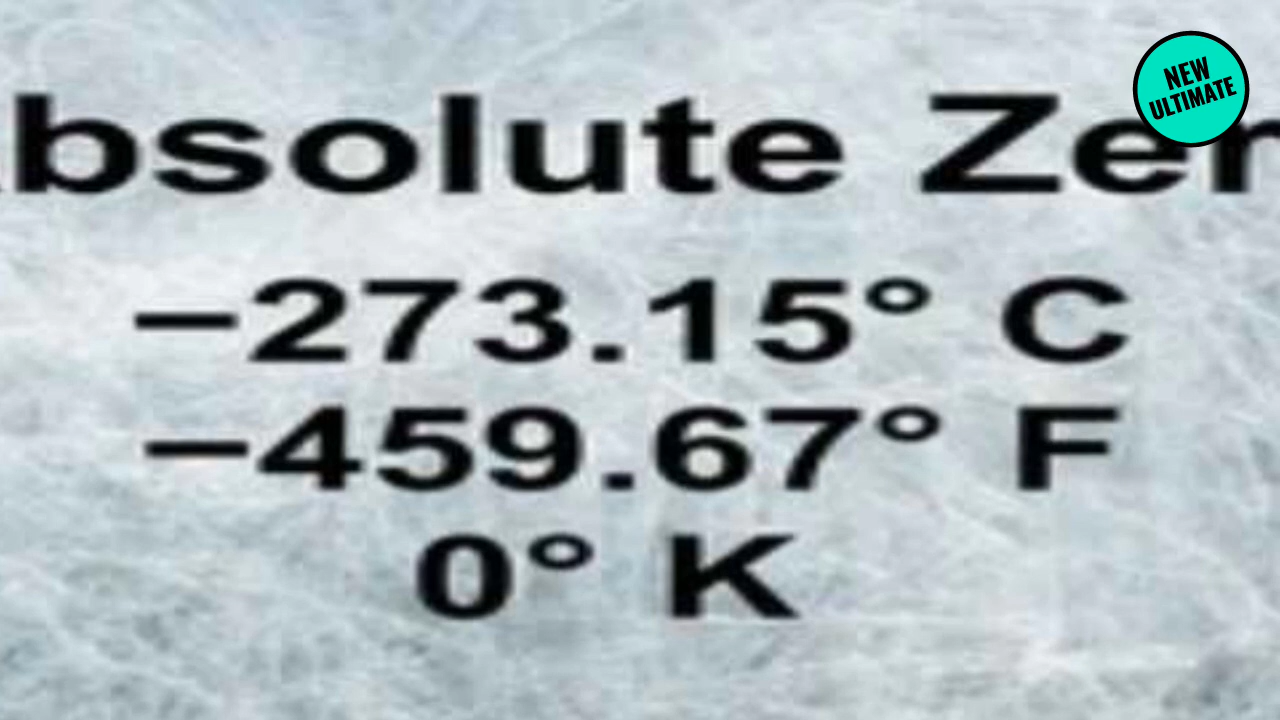 bsolute Zer
−273.15° C
−459.67° F
0° K
NEW
ULTIMATE